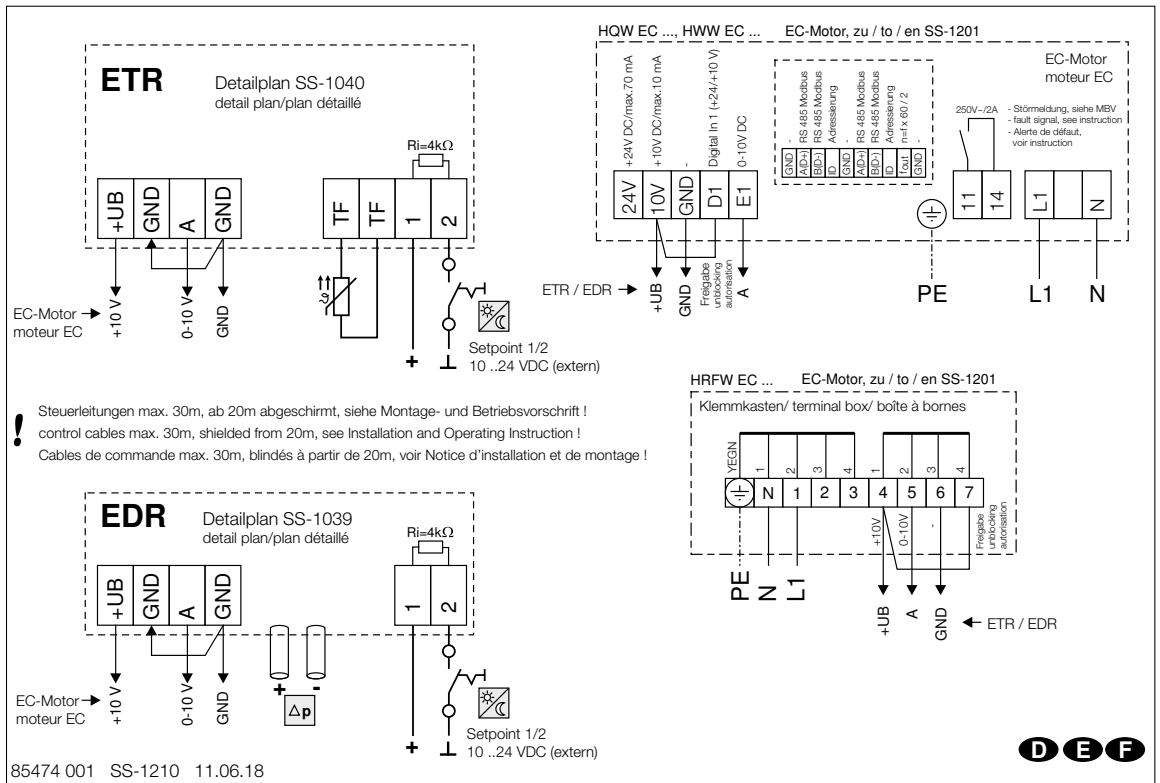 ETR
Detailplan SS-1040
detail plan/plan détaillé
Ri=4kΩ
+UB
GND
A
GND
TF
TF
1
2
EC-Motor
moteur EC
+10 V
0-10 V
GND
+
Setpoint 1/2
10 ..24 VDC (extern)
HQW EC ..., HWW EC ...
EC-Motor, zu / to / en SS-1201
EC-Motor
moteur EC
+24V DC/max.70 mA
+10V DC/max.10 mA
-
Digital In 1 (+24/+10 V)
0-10V DC
24V
10V
GND
D1
E1
-
RS 485 Modbus
RS 485 Modbus
Adressierung
-
RS 485 Modbus
RS 485 Modbus
Adressierung
n=f x 60 / 2
-
GND
A(D+)
B(D-)
ID
GND
A(D+)
B(D-)
ID
fout
GND
250V~/2A
- Störmeldung, siehe MBV
- fault signal, see instruction
- Alerte de défaut,
voir instruction
11
14
L1
N
ETR / EDR
+UB
GND
Freigabe
unblocking
autorisation
A
PE
L1
N
! Steuerleitungen max. 30m, ab 20m abgeschirmt, siehe Montage- und Betriebsvorschrift !
control cables max. 30m, shielded from 20m, see Installation and Operating Instruction !
Cables de commande max. 30m, blindés à partir de 20m, voir Notice d'installation et de montage !
HRFW EC ...
EC-Motor, zu / to / en SS-1201
Klemmkasten/ terminal box/ boîte à bornes
YEGN
1
2
3
4
1
2
3
4
N
1
2
3
4
5
6
7
+10V
0-10V
-
Freigabe
unblocking
autorisation
PE
N
L1
+UB
A
GND
ETR / EDR
EDR
Detailplan SS-1039
detail plan/plan détaillé
Ri=4kΩ
+UB
GND
A
GND
1
2
EC-Motor
moteur EC
+10 V
0-10 V
GND
+
-
Δp
+
Setpoint 1/2
10 ..24 VDC (extern)
D E F
85474 001 SS-1210 11.06.18